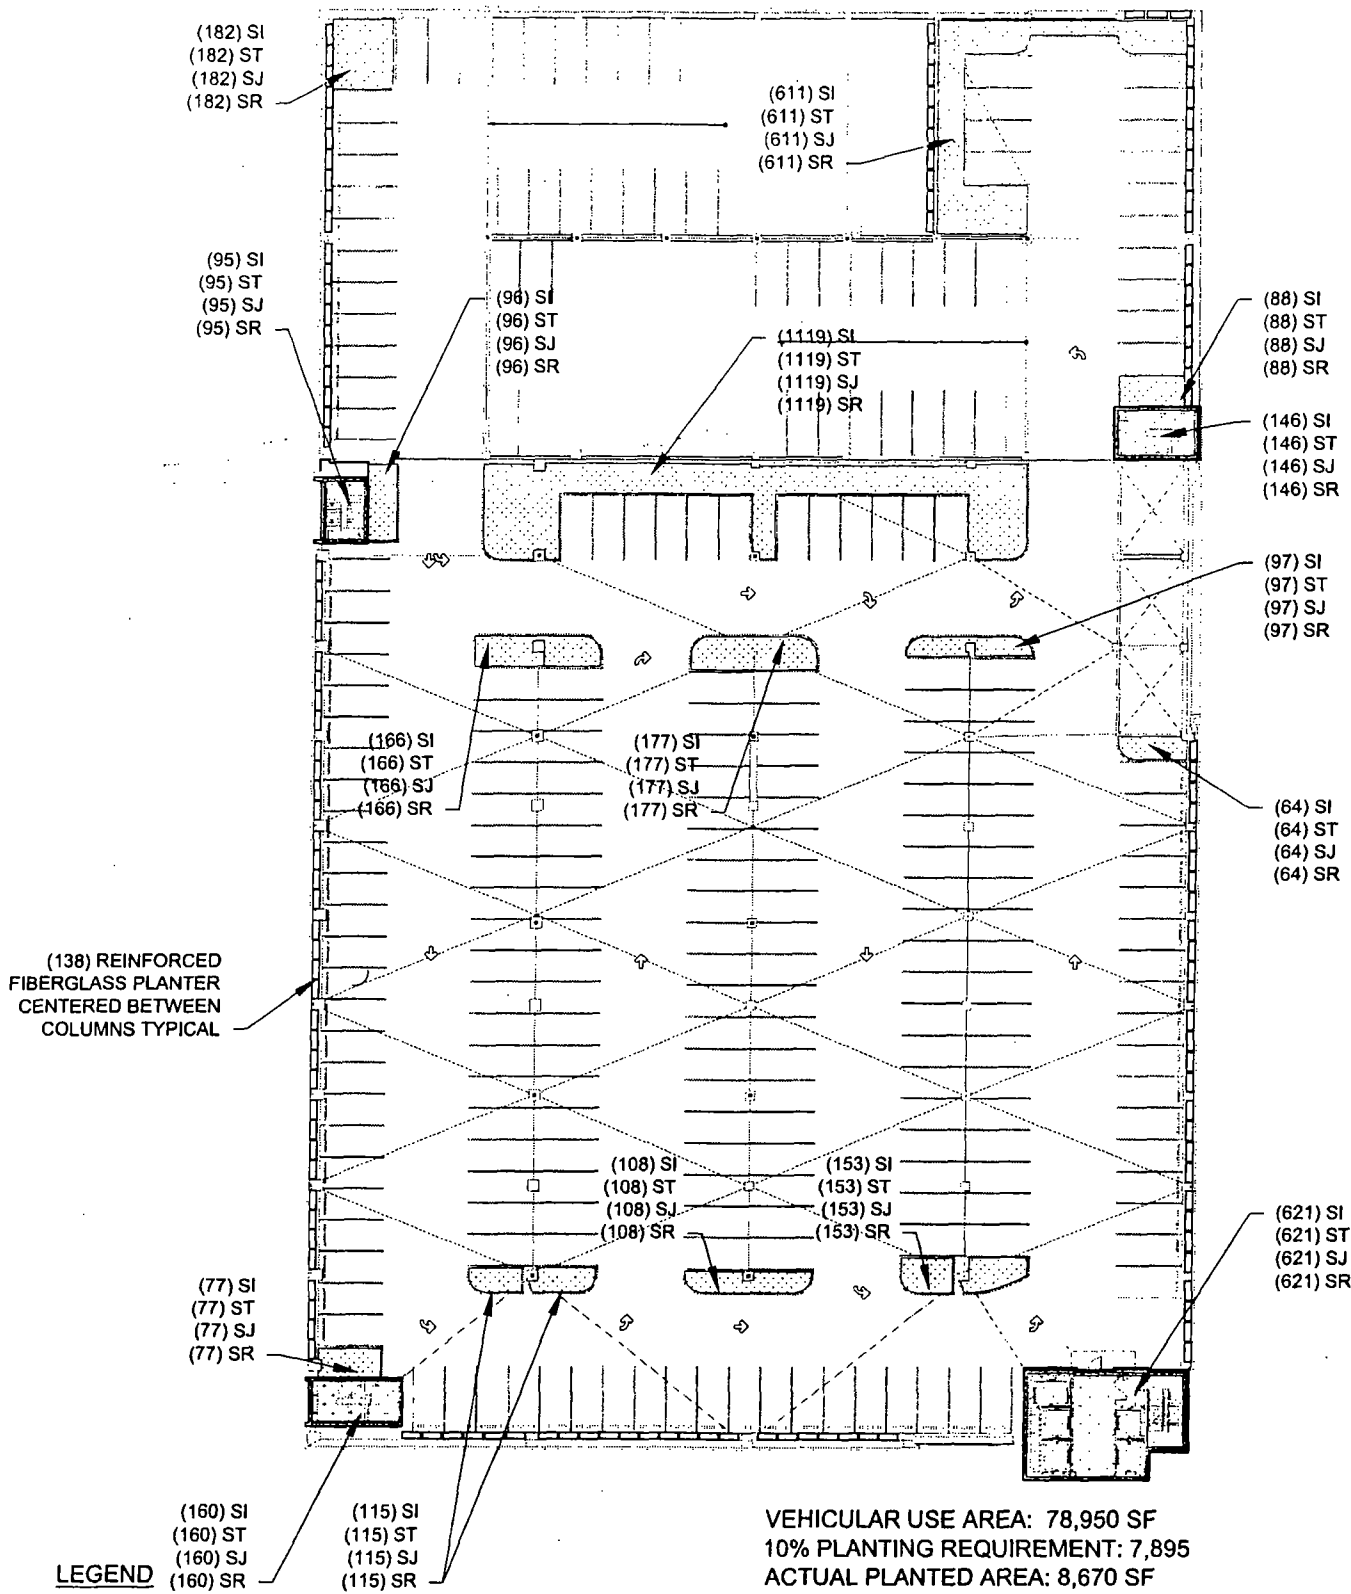 (182) SI
(182) ST
(182) SJ
(182) SR
(611) SI
(611) ST
(611) SJ
(611) SR
(95) SI
(95) ST
(95) SJ
(95) SR
(96) SI
(96) ST
(96) SJ
(96) SR
(1119) SI
(1119) ST
(1119) SJ
(1119) SR
(88) SI
(88) ST
(88) SJ
(88) SR
(146) SI
(146) ST
(146) SJ
(146) SR
(97) SI
(97) ST
(97) SJ
(97) SR
(166) SI
(166) ST
(166) SJ
(166) SR
(177) SI
(177) ST
(177) SJ
(177) SR
(64) SI
(64) ST
(64) SJ
(64) SR
(138) REINFORCED
FIBERGLASS PLANTER
CENTERED BETWEEN
COLUMNS TYPICAL
(108) SI
(108) ST
(108) SJ
(108) SR
(153) SI
(153) ST
(153) SJ
(153) SR
(621) SI
(621) ST
(621) SJ
(621) SR
(77) SI
(77) ST
(77) SJ
(77) SR
(160) SI
(160) ST
(160) SJ
(160) SR
(115) SI
(115) ST
(115) SJ
(115) SR
LEGEND
VEHICULAR USE AREA: 78,950 SF
10% PLANTING REQUIREMENT: 7,895
ACTUAL PLANTED AREA: 8,670 SF